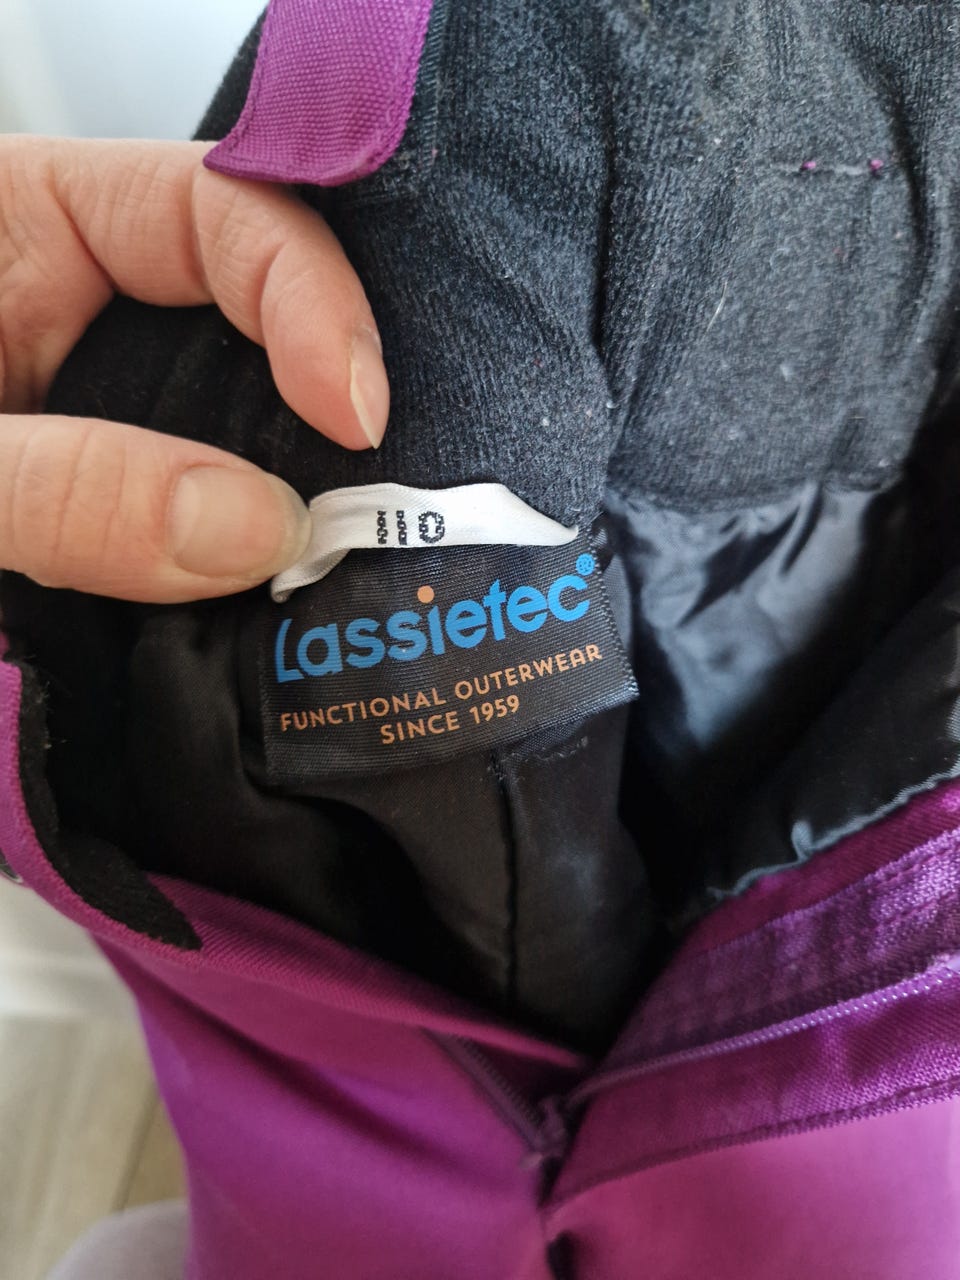 110
Lassietec®
FUNCTIONAL OUTERWEAR
SINCE 1959